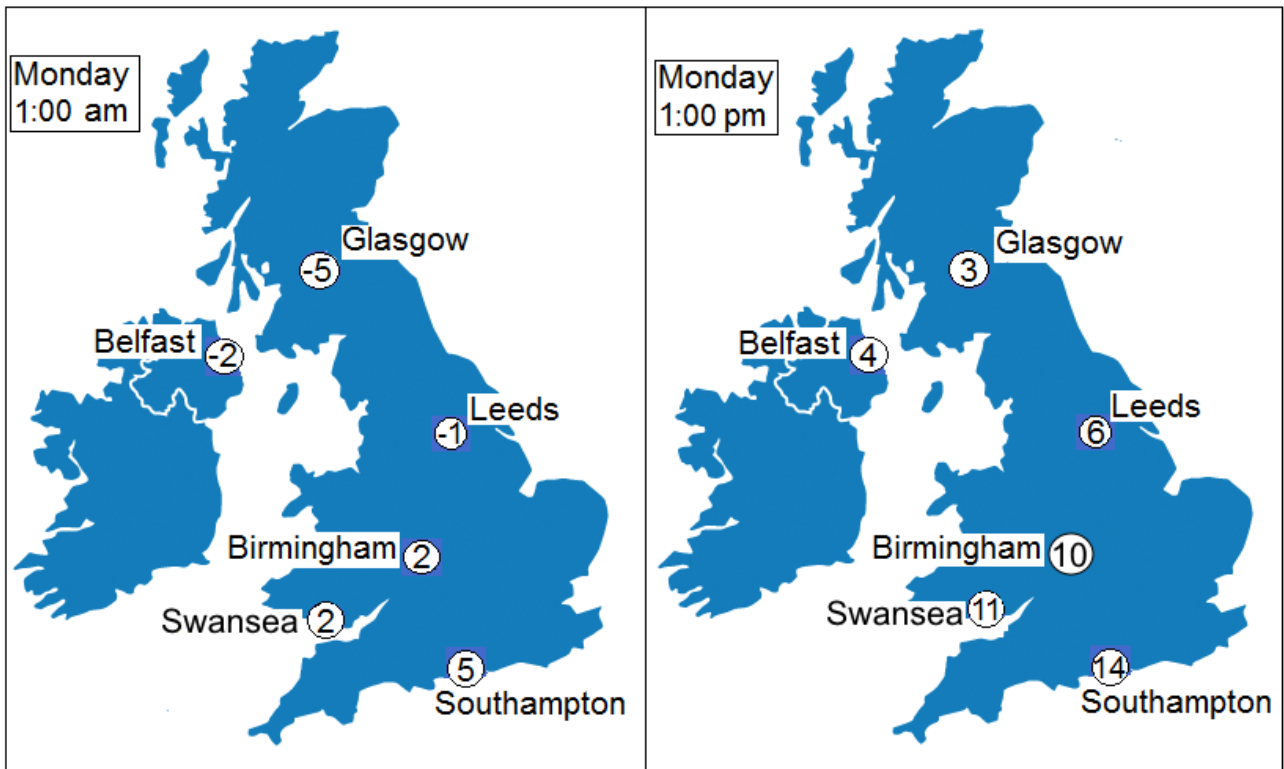 Monday
1:00 am
Glasgow
-5
Belfast
-2
Leeds
-1
Birmingham
2
Swansea
2
5
Southampton
Monday
1:00 pm
Glasgow
3
Belfast
4
Leeds
6
Birmingham
10
Swansea
11
14
Southampton